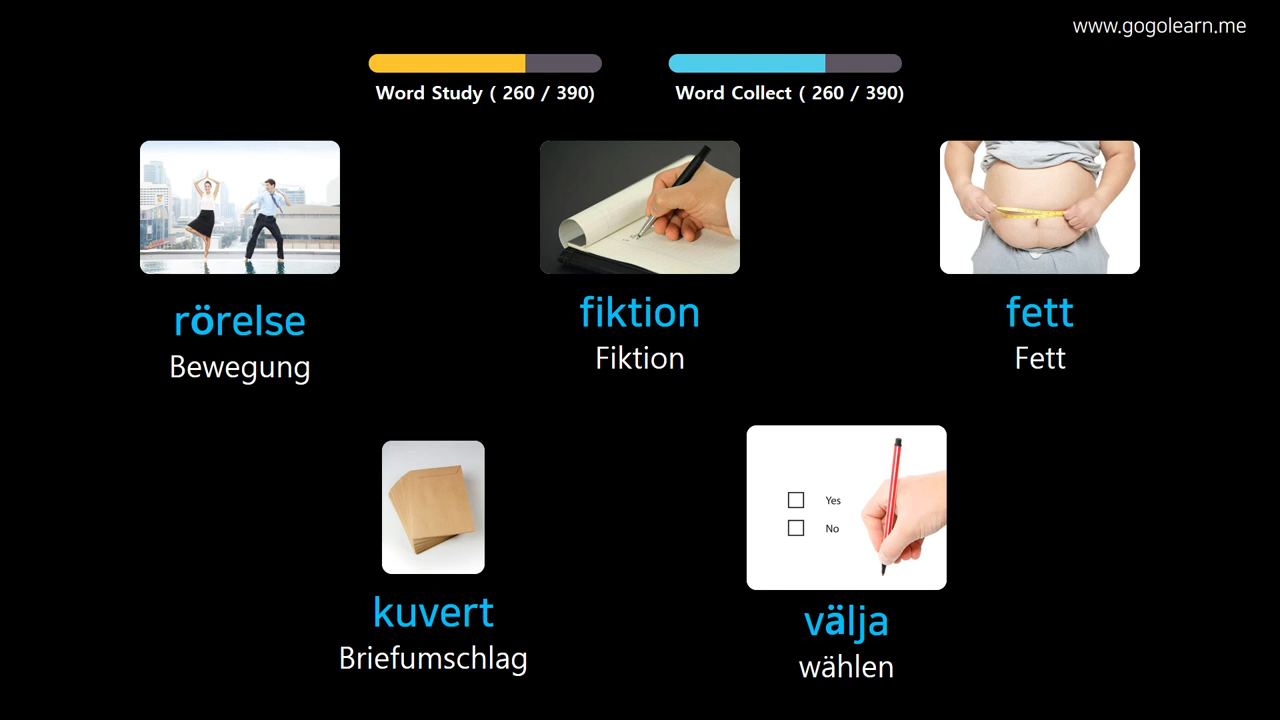 www.gogolearn.me
Word Study ( 260 / 390)
Word Collect ( 260 / 390)
rörelse
Bewegung
fiktion
Fiktion
fett
Fett
Yes
No
kuvert
Briefumschlag
välja
wählen